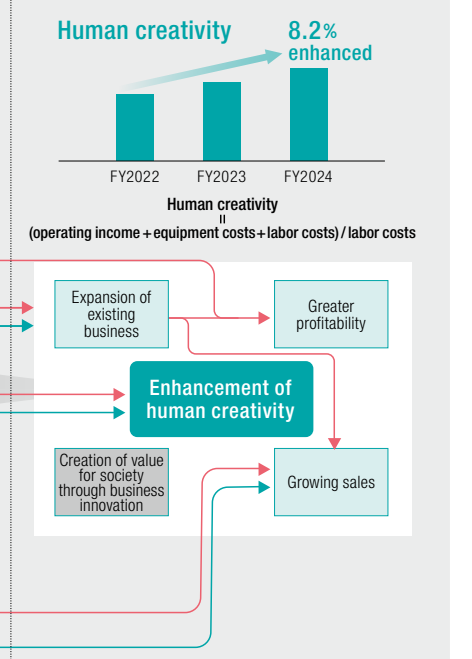 Human creativity
8.2%
enhanced
FY2022
FY2023
FY2024
Human creativity
=
(operating income+equipment costs+labor costs)/labor costs
Expansion of
existing
business
Greater
profitability
Enhancement of
human creativity
Creation of value
for society
through business
innovation
Growing sales